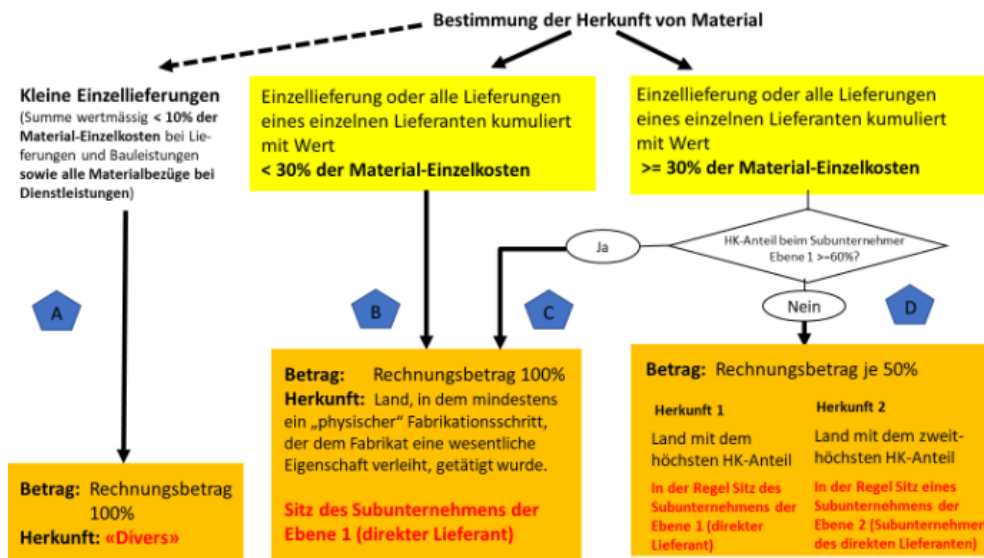 Bestimmung der Herkunft von Material
Kleine Einzellieferungen
(Summe wertmässig < 10% der
Material-Einzelkosten bei Lie-
ferungen und Bauleistungen
sowie alle Materialbezüge bei
Dienstleistungen)
Einzellieferung oder alle Lieferungen
eines einzelnen Lieferanten kumuliert
mit Wert
< 30% der Material-Einzelkosten
Einzellieferung oder alle Lieferungen
eines einzelnen Lieferanten kumuliert
mit Wert
>= 30% der Material-Einzelkosten
HK-Anteil beim Subunternehmer
Ebene 1 >=60%?
Ja
Nein
A
B
C
D
Betrag: Rechnungsbetrag
100%
Herkunft: «Divers»
Betrag: Rechnungsbetrag 100%
Herkunft: Land, in dem mindestens
ein „physischer“ Fabrikationsschritt,
der dem Fabrikat eine wesentliche
Eigenschaft verleiht, getätigt wurde.
Sitz des Subunternehmens der
Ebene 1 (direkter Lieferant)
Betrag: Rechnungsbetrag je 50%
Herkunft 1
Land mit dem
höchsten HK-Anteil
In der Regel Sitz des
Subunternehmens der
Ebene 1 (direkter
Lieferant)
Herkunft 2
Land mit dem zweit-
höchsten HK-Anteil
In der Regel Sitz eines
Subunternehmens der
Ebene 2 (Subunternehmen
des direkten Lieferanten)